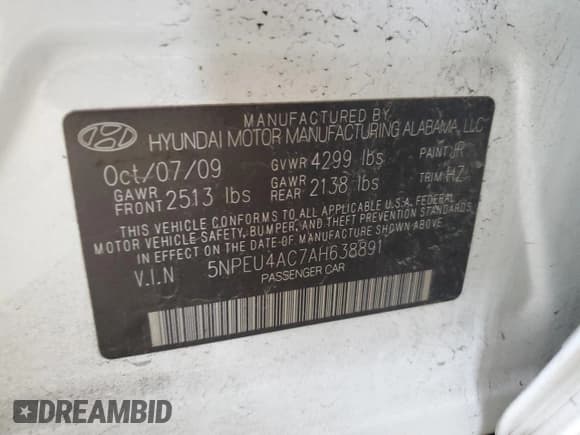 MANUFACTURED BY
HYUNDAI MOTOR MANUFACTURING ALABAMA, LLC
Oct/07/09 GVWR 4299 lbs PAINT JP
GAWR FRONT 2513 lbs GAWR REAR 2138 lbs TRIM HZ
THIS VEHICLE CONFORMS TO ALL APPLICABLE U.S.A. FEDERAL
MOTOR VEHICLE SAFETY, BUMPER, AND THEFT PREVENTION STANDARDS
IN EFFECT ON THE DATE OF MANUFACTURE SHOWN ABOVE.
V.I.N 5NPEU4AC7AH638891
PASSENGER CAR
DREAMBID